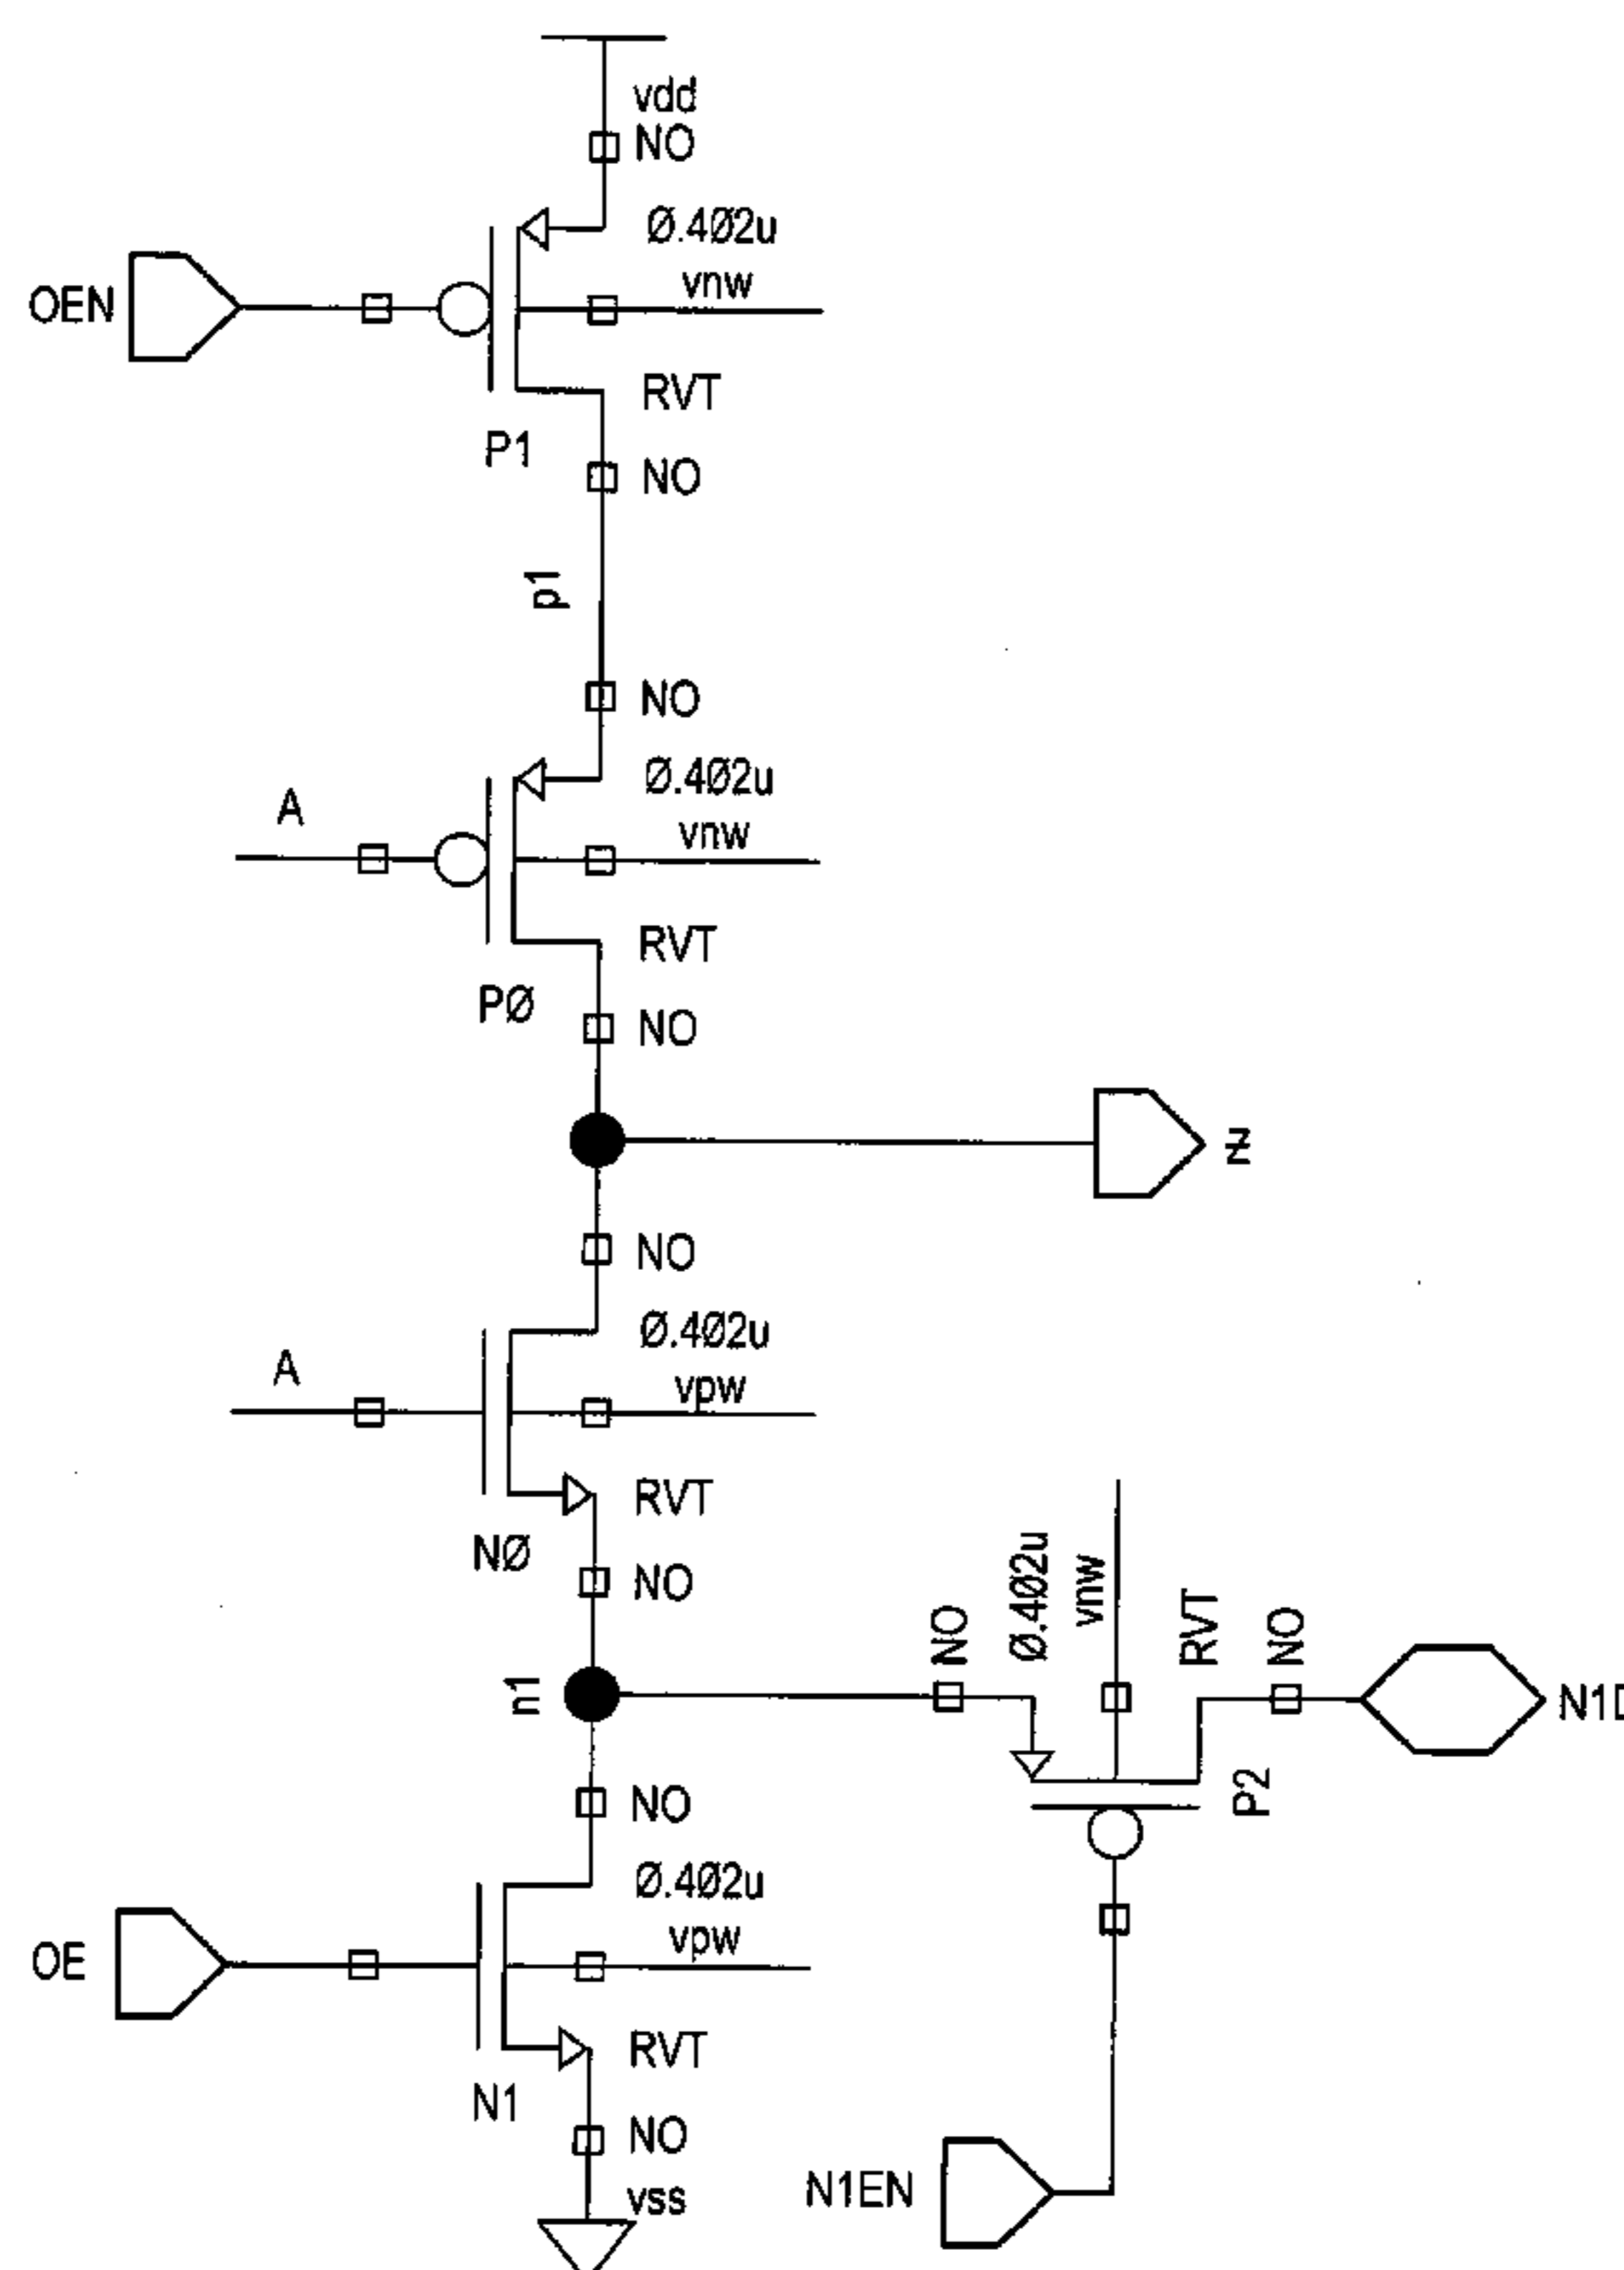 vdd
NO
Ø.4Ø2u
OEN
vnw
RVT
P1
NO
p1
NO
Ø.4Ø2u
A
vnw
RVT
PØ
NO
Z
NO
Ø.4Ø2u
A
vpw
RVT
NØ
NO
n1
NO
Ø.4Ø2u
vnw
RVT
NO
N1D
P2
NO
Ø.4Ø2u
OE
vpw
RVT
N1
NO
N1EN
vss